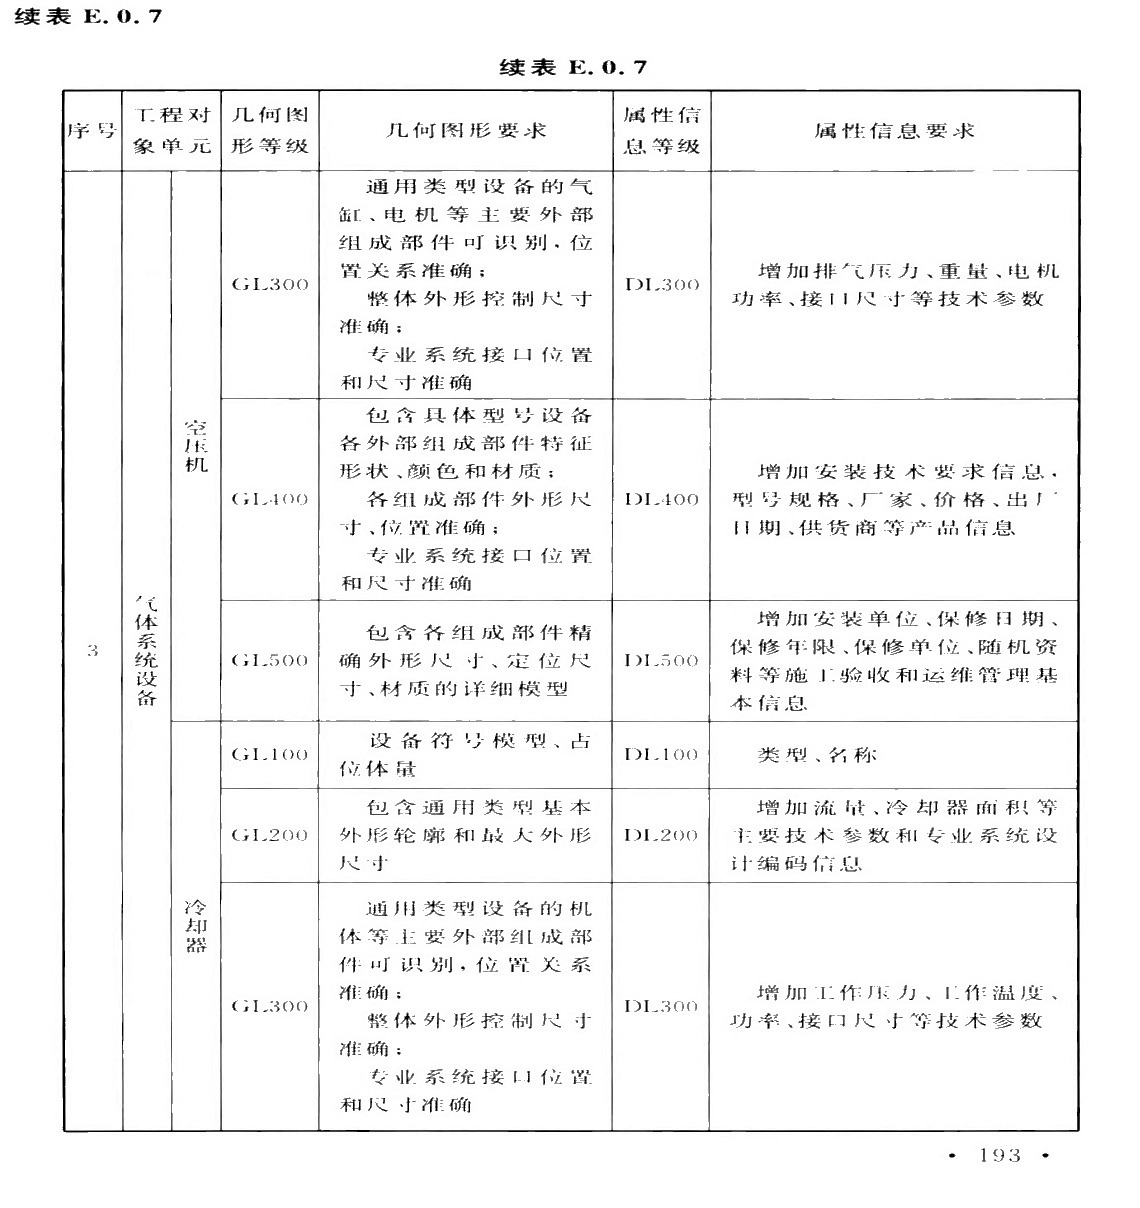 续表 E.0.7
续表 E.0.7
序号
工程对
象单元
几何图
形等级
几何图形要求
属性信
息等级
属性信息要求
3
气体系统设备
空压机
GL300
通用类型设备的气
缸、电机等主要外部
组成部件可识别,位
置关系准确;
整体外形控制尺寸
准确;
专业系统接口位置
和尺寸准确
DL300
增加排气压力、重量、电机
功率、接口尺寸等技术参数
GL400
包含具体型号设备
各外部组成部件特征
形状、颜色和材质;
各组成部件外形尺
寸、位置准确;
专业系统接口位置
和尺寸准确
DL400
增加安装技术要求信息,
型号规格、厂家、价格、出厂
日期、供货商等产品信息
GL500
包含各组成部件精
确外形尺寸、定位尺
寸、材质的详细模型
DL500
增加安装单位、保修日期、
保修年限、保修单位、随机资
料等施工验收和运维管理基
本信息
冷却器
GL100
设备符号模型、占
位体量
DL100
类型、名称
GL200
包含通用类型基本
外形轮廓和最大外形
尺寸
DL200
增加流量、冷却器面积等
主要技术参数和专业系统设
计编码信息
GL300
通用类型设备的机
体等主要外部组成部
件可识别,位置关系
准确;
整体外形控制尺寸
准确;
专业系统接口位置
和尺寸准确
DL300
增加工作压力、工作温度、
功率、接口尺寸等技术参数
• 193 •